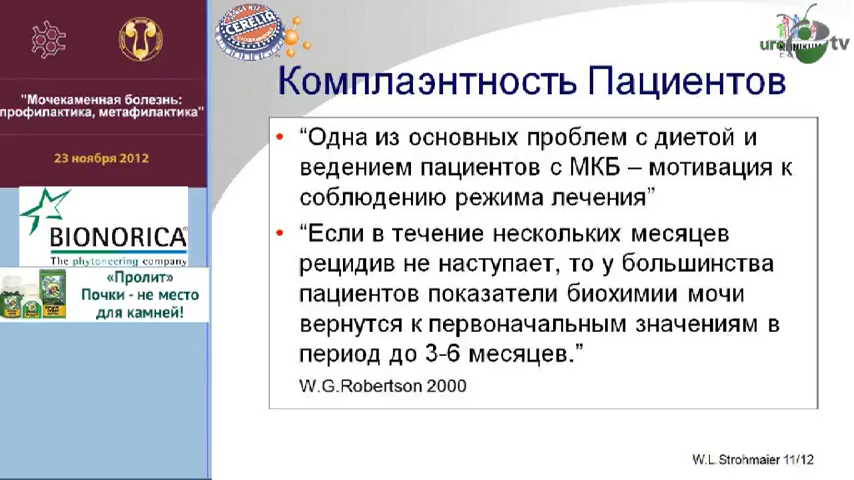 "Мочекаменная болезнь:
профилактика, метафилактика"
23 ноября 2012
BIONORICA
The phytoneering company
«Пролит»
Почки - не место
для камней!
CERELIA
uro tv
Комплаэнтность Пациентов
• “Одна из основных проблем с диетой и
ведением пациентов с МКБ – мотивация к
соблюдению режима лечения”
• “Если в течение нескольких месяцев
рецидив не наступает, то у большинства
пациентов показатели биохимии мочи
вернутся к первоначальным значениям в
период до 3-6 месяцев.”
W.G.Robertson 2000
W.L.Strohmaier 11/12